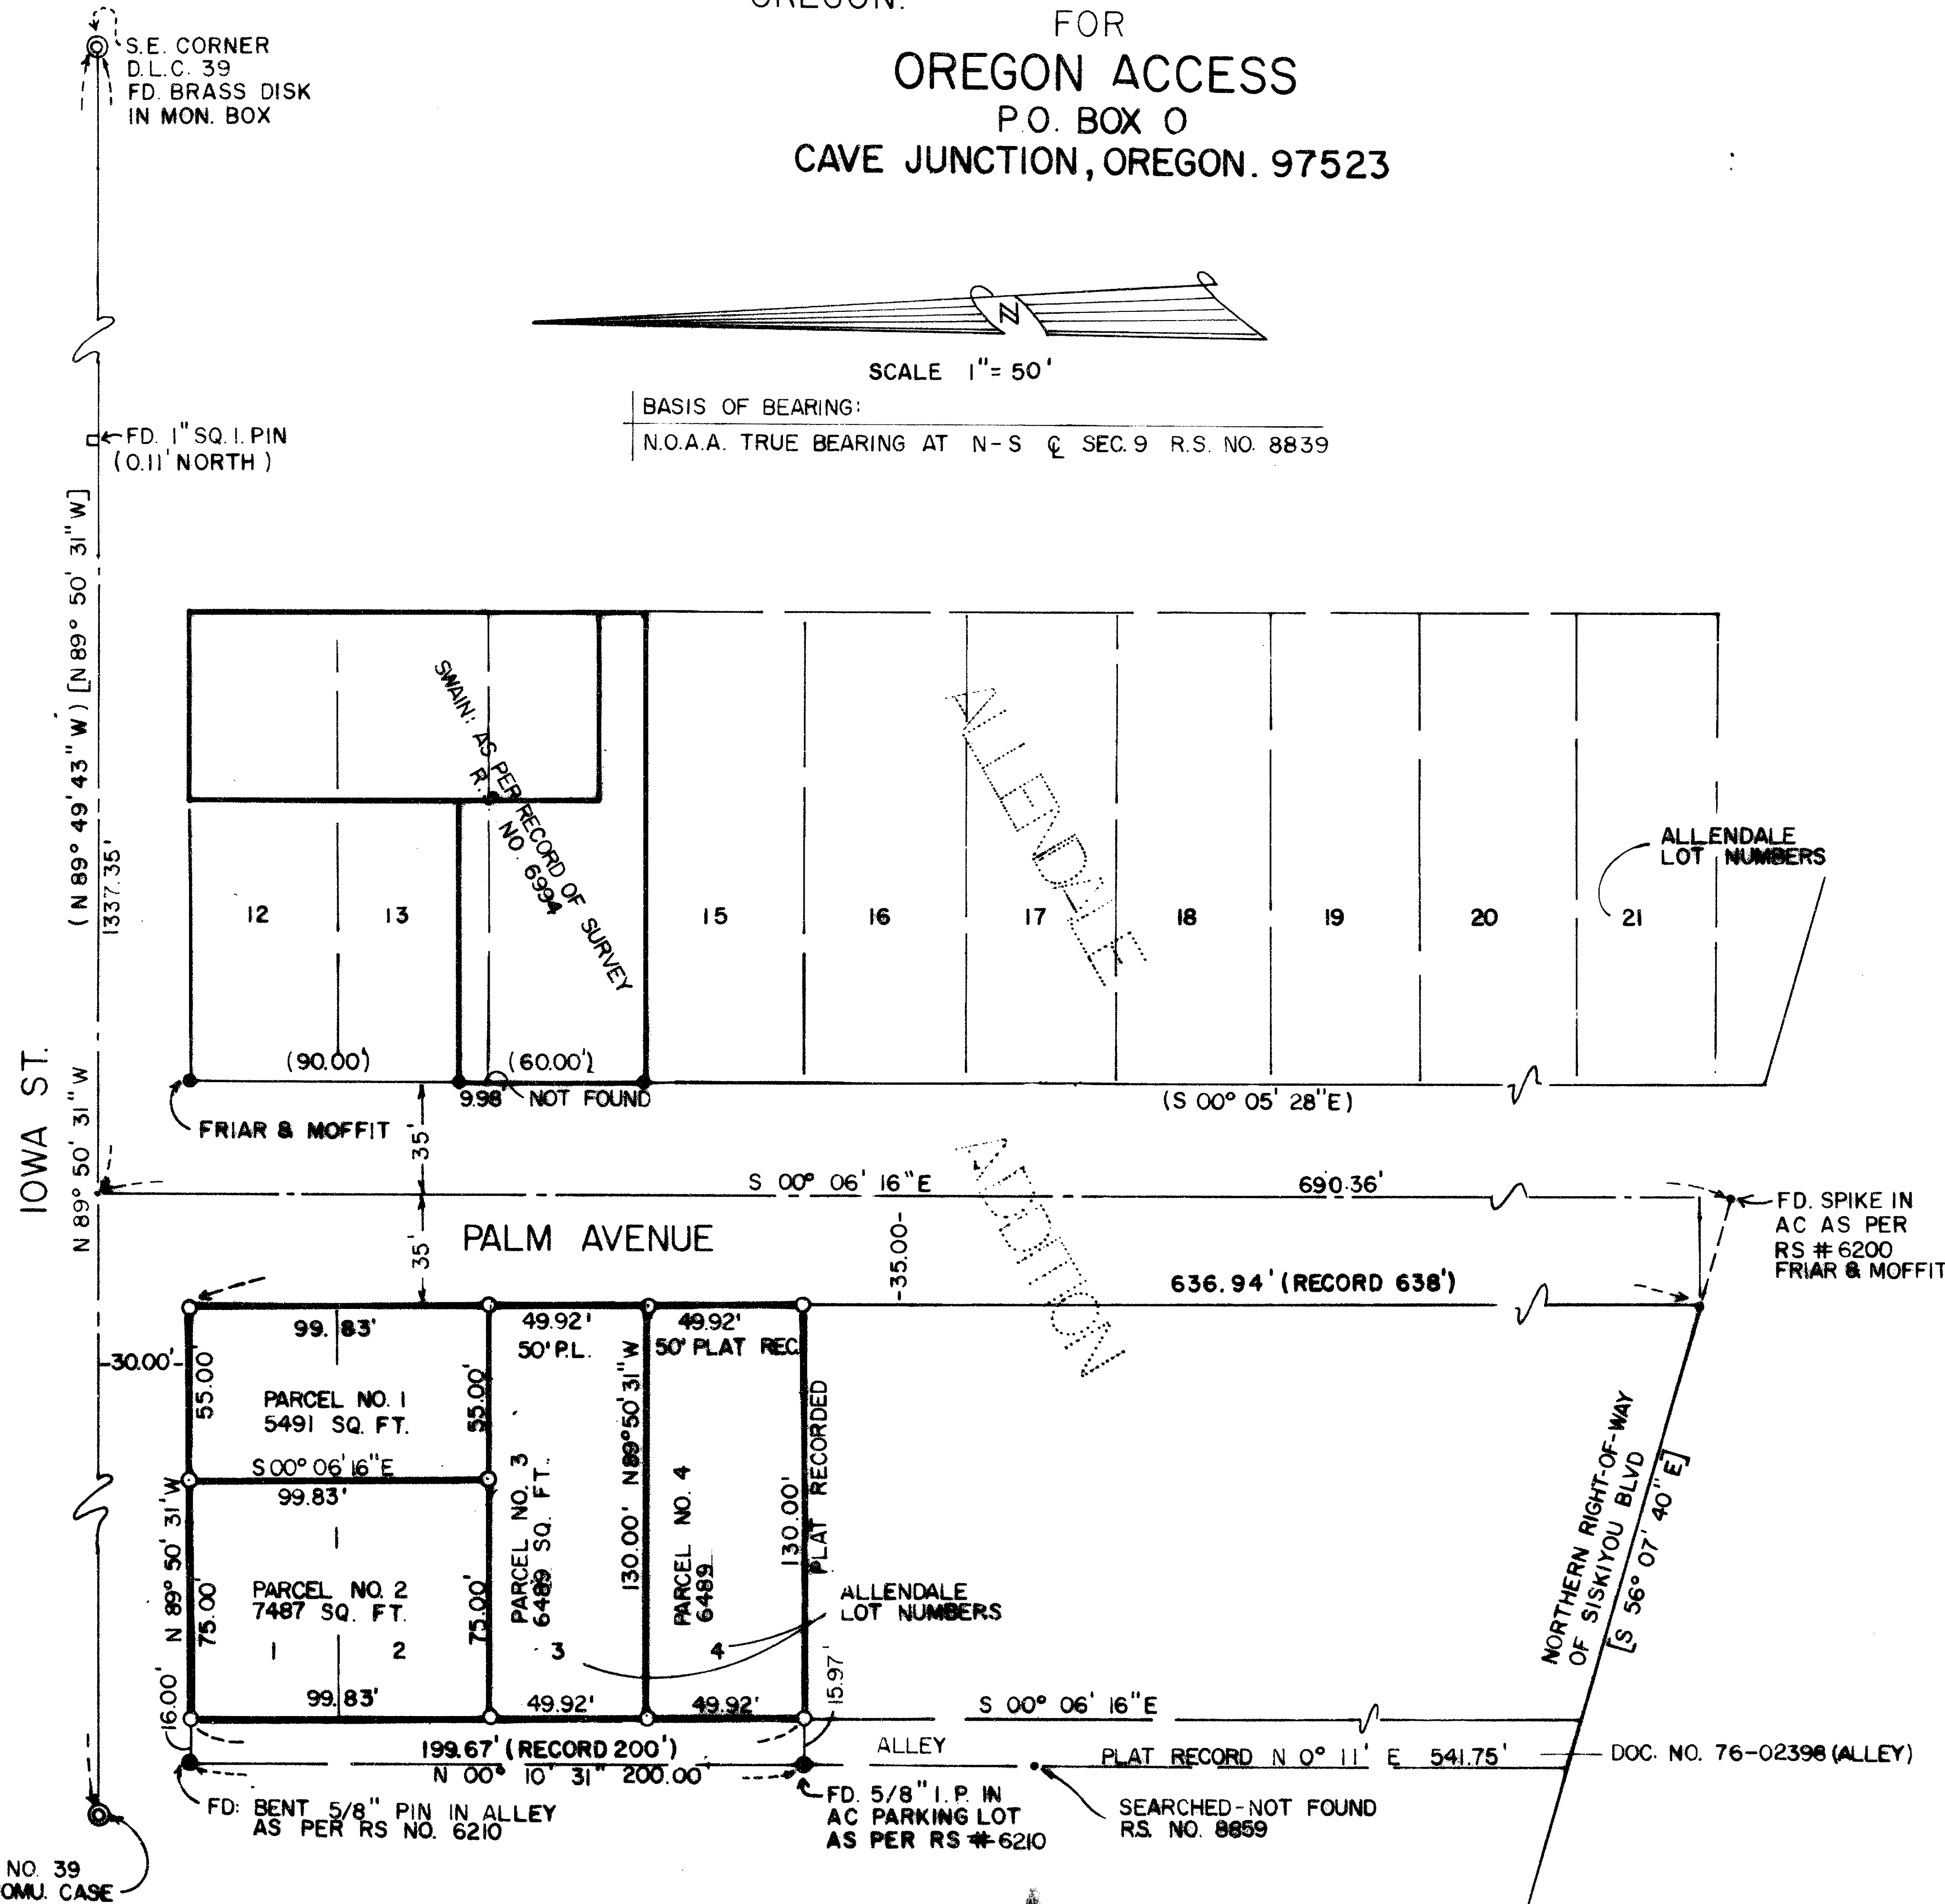 OREGON.
FOR
OREGON ACCESS
P.O. BOX O
CAVE JUNCTION, OREGON. 97523
S.E. CORNER
D.L.C. 39
FD. BRASS DISK
IN MON. BOX
N
SCALE 1"= 50'
BASIS OF BEARING:
N.O.A.A. TRUE BEARING AT N-S ℄ SEC. 9 R.S. NO. 8839
FD. 1" SQ. I. PIN
(0.11' NORTH)
(N 89° 49' 43" W) [N 89° 50' 31" W]
1337.35'
SWAIN: AS PER RECORD OF SURVEY
NO. 6994
ALLENDALE
ADDITION
ALLENDALE
LOT NUMBERS
12
13
15
16
17
18
19
20
21
(90.00')
(60.00')
9.98'
NOT FOUND
(S 00° 05' 28"E)
FRIAR & MOFFIT
35'
IOWA ST.
N 89° 50' 31" W
S 00° 06' 16"E
690.36'
FD. SPIKE IN
AC AS PER
RS # 6200
FRIAR & MOFFIT
35'
PALM AVENUE
-35.00-
636.94' (RECORD 638')
99.83'
49.92'
49.92'
50' P.L.
50' PLAT REC.
30.00'
55.00'
55.00'
PARCEL NO. 1
5491 SQ. FT.
S 00° 06' 16"E
99.83'
N 89° 50' 31" W
75.00'
PARCEL NO. 2
7487 SQ. FT.
75.00'
1
2
PARCEL NO. 3
6489 SQ. FT.
3
130.00' N89°50' 31" W
PARCEL NO. 4
6489
4
130.00'
PLAT RECORDED
ALLENDALE
LOT NUMBERS
NORTHERN RIGHT-OF-WAY
OF SISKIYOU BLVD
[S 56° 07' 40" E]
16.00'
99.83'
49.92'
49.92'
15.97'
S 00° 06' 16"E
199.67' (RECORD 200')
N 00° 10' 31" 200.00'
ALLEY
PLAT RECORD N 0° 11' E 541.75'
DOC. NO. 76-02398 (ALLEY)
FD: BENT 5/8" PIN IN ALLEY
AS PER RS NO. 6210
FD. 5/8" I.P. IN
AC PARKING LOT
AS PER RS # 6210
SEARCHED-NOT FOUND
RS. NO. 8859
NO. 39
OMU. CASE